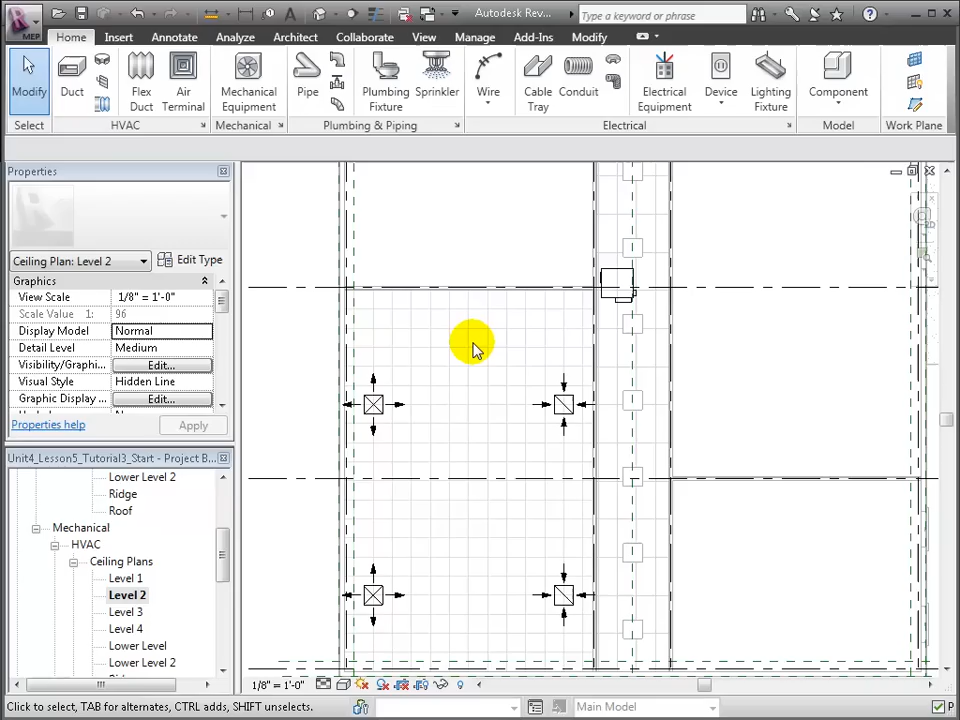 Autodesk Rev...
Type a keyword or phrase
MEP
Home Insert Annotate Analyze Architect Collaborate View Manage Add-Ins Modify
Modify
Duct
Flex Duct
Air Terminal
Mechanical Equipment
Pipe
Plumbing Fixture
Sprinkler
Wire
Cable Tray
Conduit
Electrical Equipment
Device
Lighting Fixture
Component
Select HVAC Mechanical Plumbing & Piping Electrical Model Work Plane
Properties
Ceiling Plan: Level 2 Edit Type
Graphics
View Scale 1/8" = 1'-0"
Scale Value 1: 96
Display Model Normal
Detail Level Medium
Visibility/Graphi... Edit...
Visual Style Hidden Line
Graphic Display ... Edit...
Properties help Apply
Unit4_Lesson5_Tutorial3_Start - Project B...
Lower Level 2
Ridge
Roof
Mechanical
HVAC
Ceiling Plans
Level 1
Level 2
Level 3
Level 4
Lower Level
Lower Level 2
1/8" = 1'-0"
Click to select, TAB for alternates, CTRL adds, SHIFT unselects.
Main Model
P